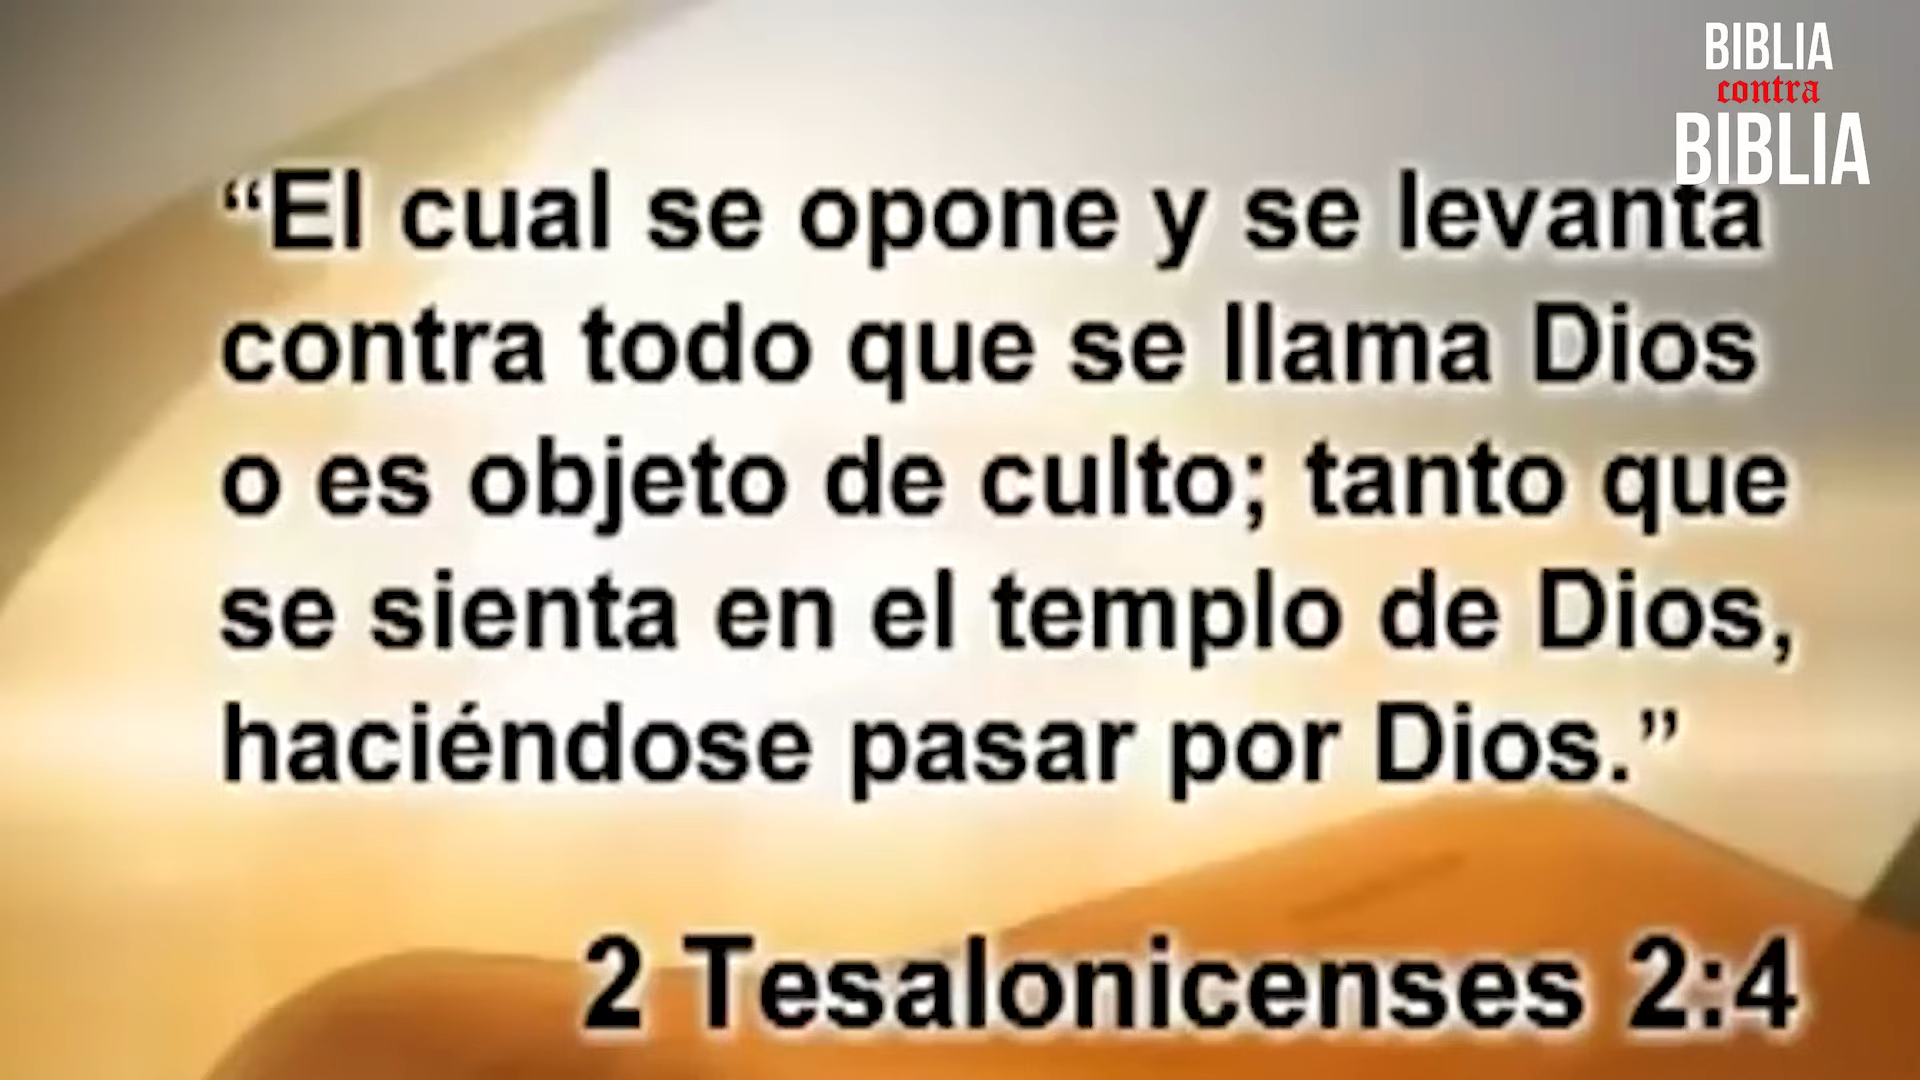 BIBLIA
contra
BIBLIA
“El cual se opone y se levanta
contra todo que se llama Dios
o es objeto de culto; tanto que
se sienta en el templo de Dios,
haciéndose pasar por Dios.”
2 Tesalonicenses 2:4